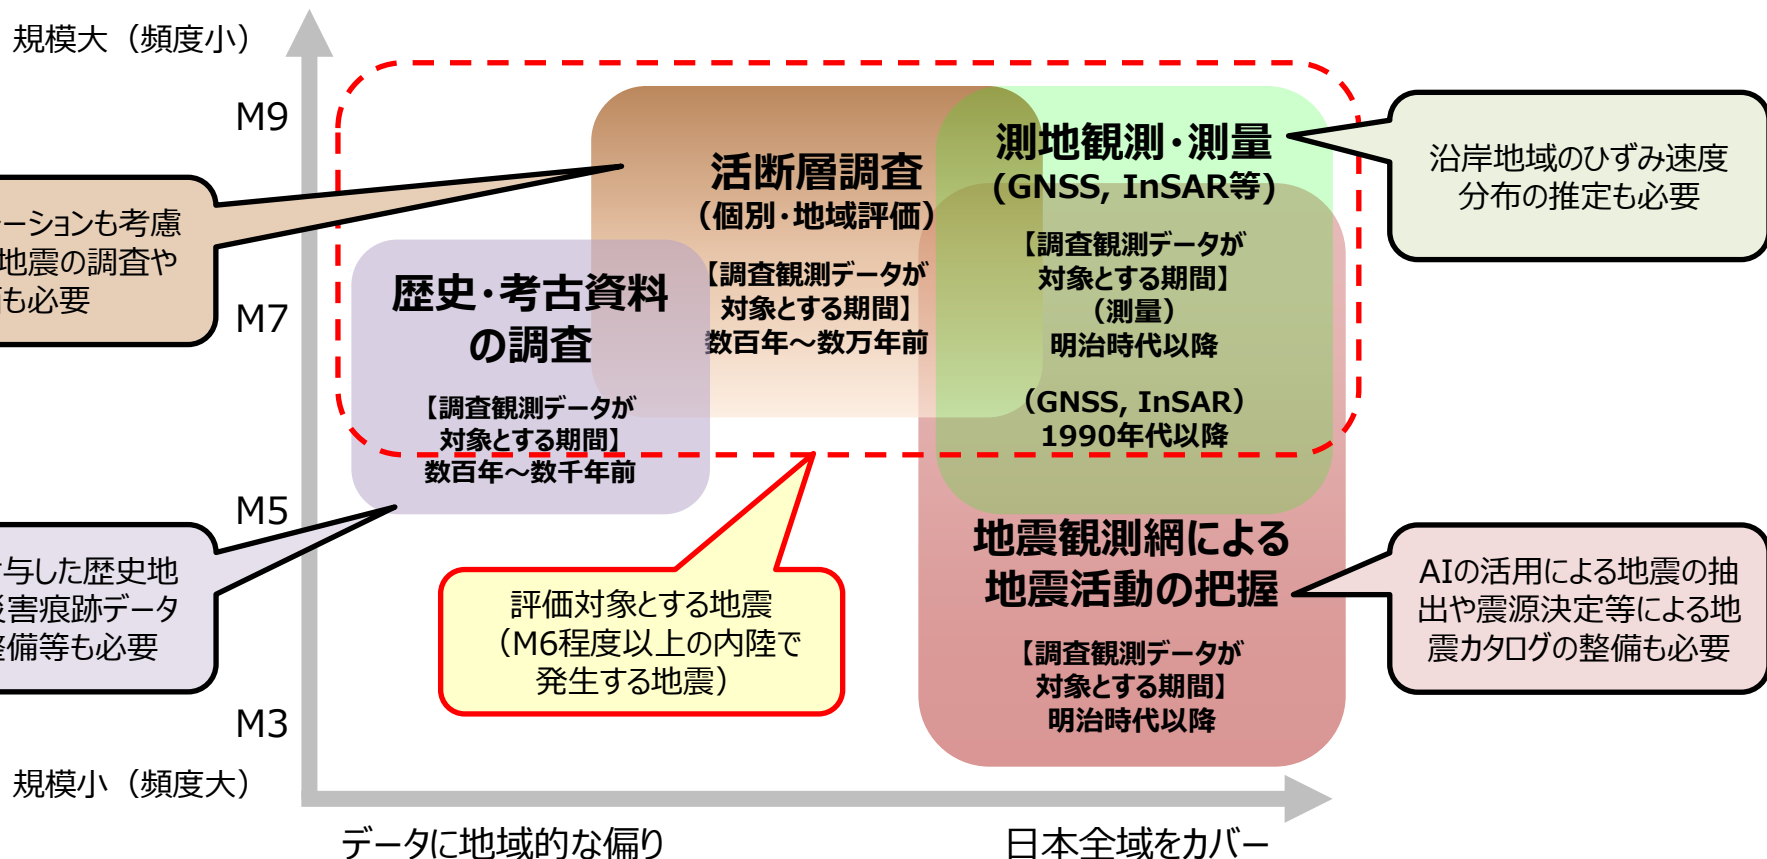 規模大（頻度小）
M9
M7
M5
M3
規模小（頻度大）
データに地域的な偏り
日本全域をカバー
ーションも考慮
地震の調査や
も必要
与した歴史地
災害痕跡データ
整備等も必要
歴史・考古資料
の調査
【調査観測データが
対象とする期間】
数百年～数千年前
活断層調査
（個別・地域評価）
【調査観測データが
対象とする期間】
数百年～数万年前
測地観測・測量
(GNSS, InSAR等)
【調査観測データが
対象とする期間】
（測量）
明治時代以降
（GNSS, InSAR）
1990年代以降
地震観測網による
地震活動の把握
【調査観測データが
対象とする期間】
明治時代以降
評価対象とする地震
（M6程度以上の内陸で
発生する地震）
沿岸地域のひずみ速度
分布の推定も必要
AIの活用による地震の抽
出や震源決定等による地
震カタログの整備も必要